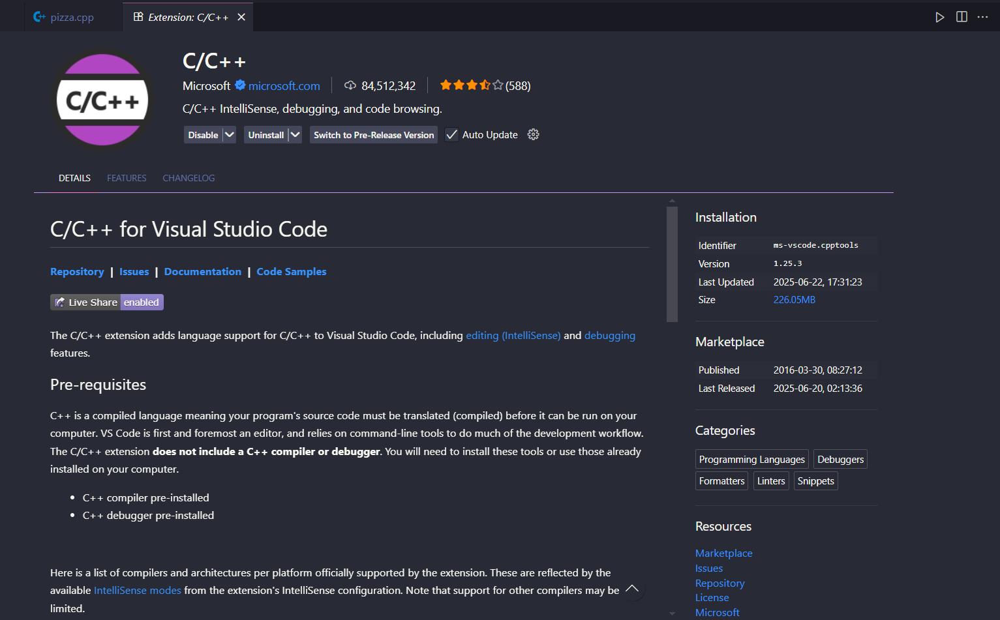 pizza.cpp
Extension: C/C++
C/C++
C/C++
Microsoft microsoft.com 84,512,342 (588)
C/C++ IntelliSense, debugging, and code browsing.
Disable Uninstall Switch to Pre-Release Version Auto Update
DETAILS FEATURES CHANGELOG
C/C++ for Visual Studio Code
Repository | Issues | Documentation | Code Samples
Live Share enabled
The C/C++ extension adds language support for C/C++ to Visual Studio Code, including editing (IntelliSense) and debugging
features.
Pre-requisites
C++ is a compiled language meaning your program's source code must be translated (compiled) before it can be run on your
computer. VS Code is first and foremost an editor, and relies on command-line tools to do much of the development workflow.
The C/C++ extension does not include a C++ compiler or debugger. You will need to install these tools or use those already
installed on your computer.
• C++ compiler pre-installed
• C++ debugger pre-installed
Here is a list of compilers and architectures per platform officially supported by the extension. These are reflected by the
available IntelliSense modes from the extension's IntelliSense configuration. Note that support for other compilers may be
limited.
Installation
Identifier ms-vscode.cpptools
Version 1.25.3
Last Updated 2025-06-22, 17:31:23
Size 226.05MB
Marketplace
Published 2016-03-30, 08:27:12
Last Released 2025-06-20, 02:13:36
Categories
Programming Languages Debuggers
Formatters Linters Snippets
Resources
Marketplace
Issues
Repository
License
Microsoft